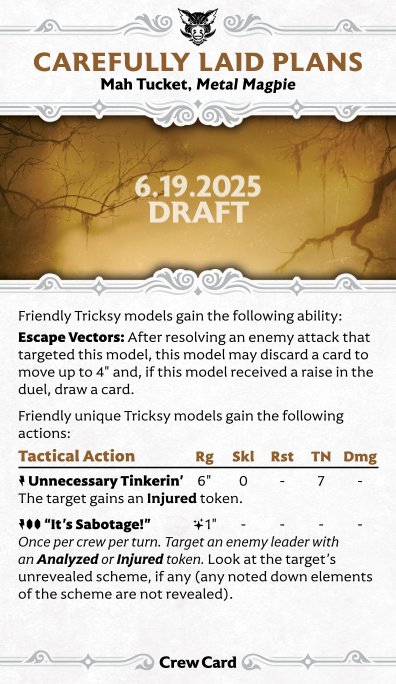 CAREFULLY LAID PLANS
Mah Tucket, Metal Magpie
6.19.2025
DRAFT
Friendly Tricksy models gain the following ability:
Escape Vectors: After resolving an enemy attack that
targeted this model, this model may discard a card to
move up to 4" and, if this model received a raise in the
duel, draw a card.
Friendly unique Tricksy models gain the following
actions:
Tactical Action Rg Skl Rst TN Dmg
Unnecessary Tinkerin’ 6" 0 - 7 -
The target gains an Injured token.
“It’s Sabotage!” 1" - - - -
Once per crew per turn. Target an enemy leader with
an Analyzed or Injured token. Look at the target’s
unrevealed scheme, if any (any noted down elements
of the scheme are not revealed).
Crew Card